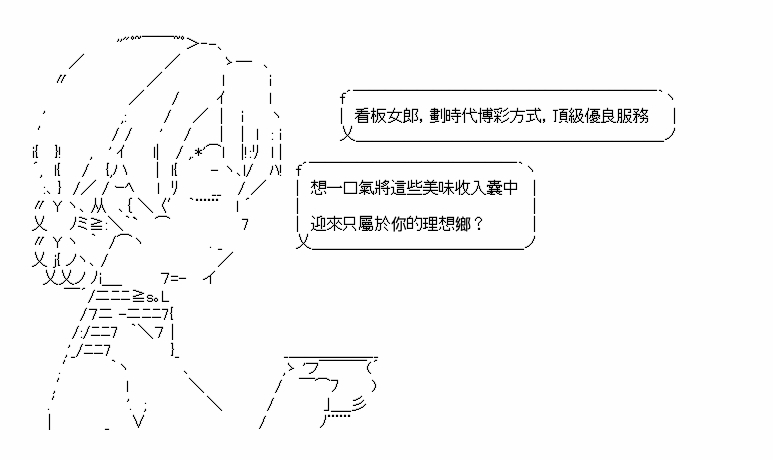 看板女郎，劃時代博彩方式，頂級優良服務
想一口氣將這些美味收入囊中
迎來只屬於你的理想鄉？